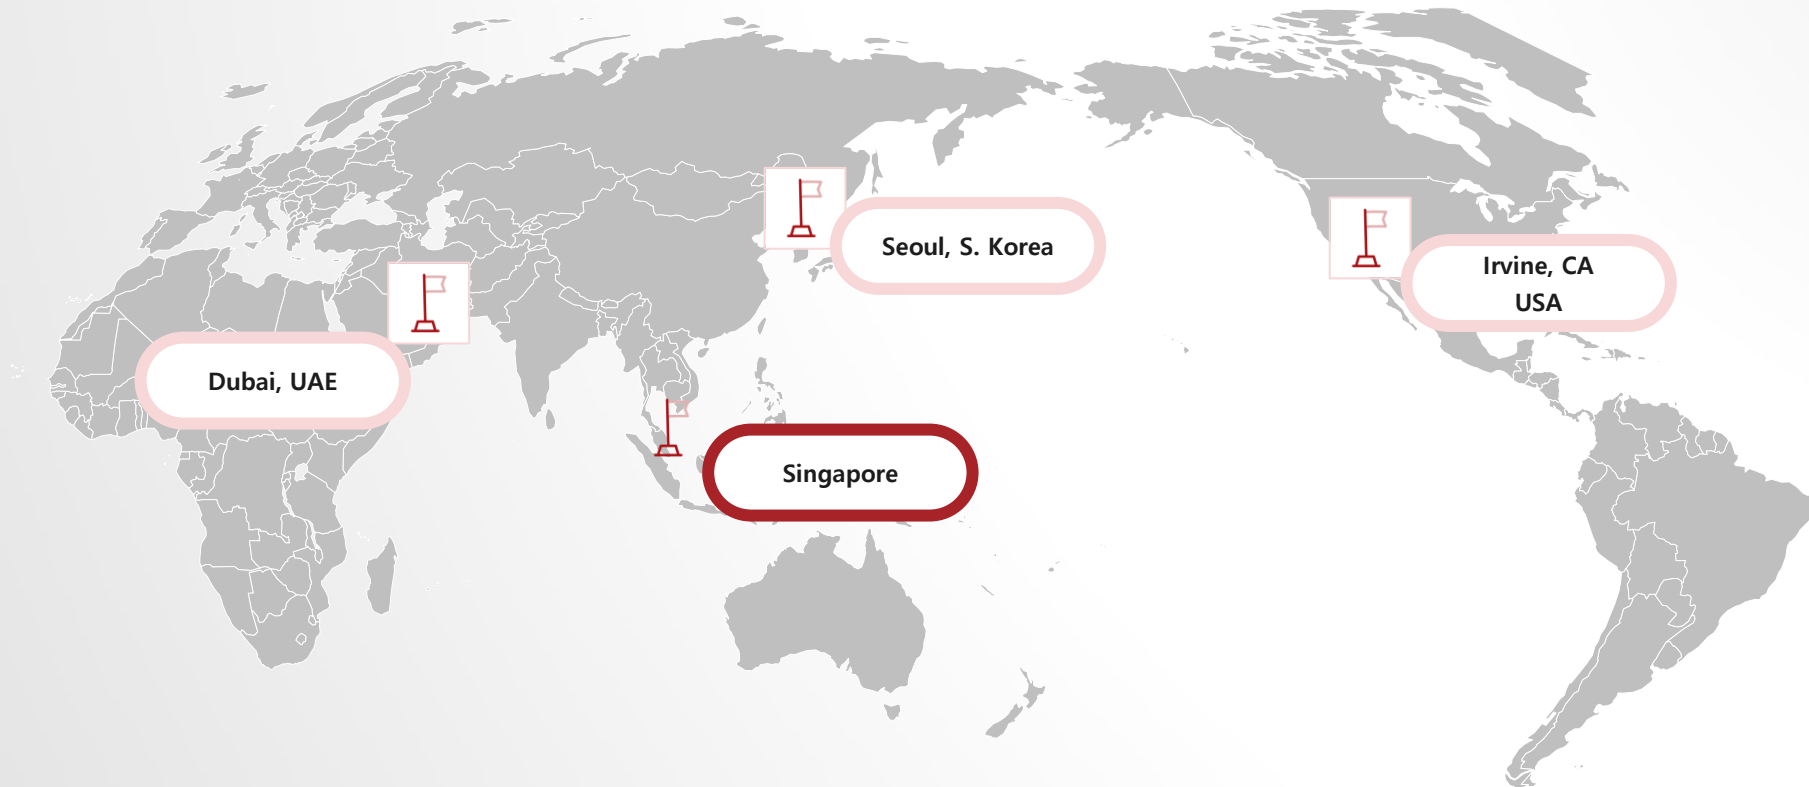 Seoul, S. Korea
Irvine, CA
USA
Dubai, UAE
Singapore